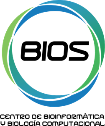 BIOS
CENTRO DE BIOINFORMÁTICA
Y BIOLOGÍA COMPUTACIONAL